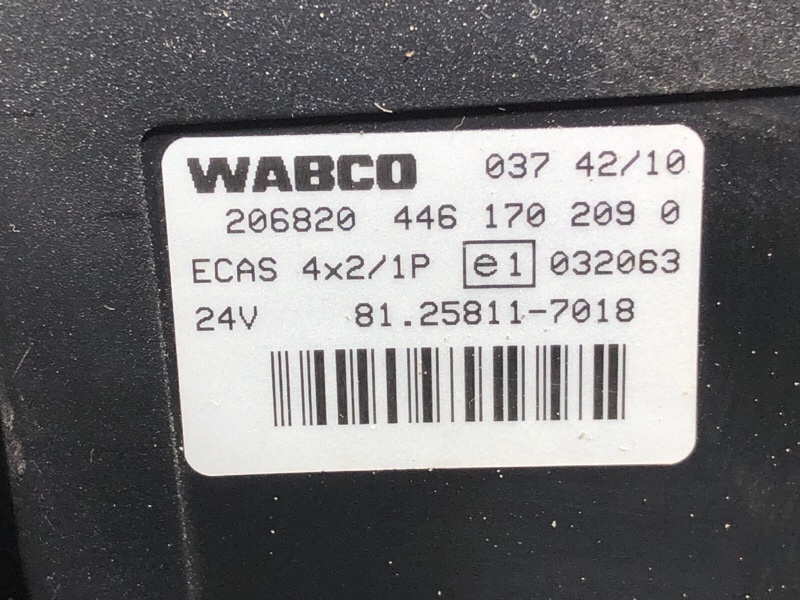 WABCO 037 42/10
206820 446 170 209 0
ECAS 4x2/1P e1 032063
24V 81.25811-7018